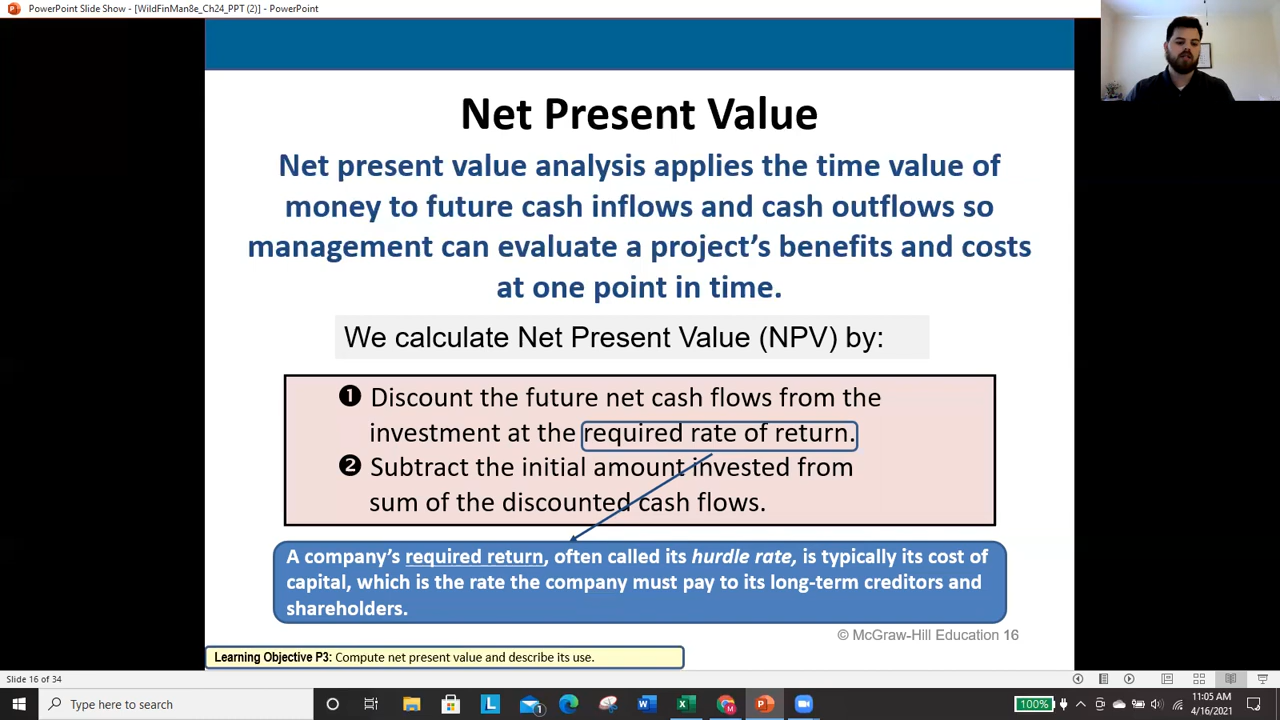 PowerPoint Slide Show - [WildFinMan8e_Ch24_PPT (2)] - PowerPoint
Net Present Value
Net present value analysis applies the time value of
money to future cash inflows and cash outflows so
management can evaluate a project’s benefits and costs
at one point in time.
We calculate Net Present Value (NPV) by:
❶ Discount the future net cash flows from the
investment at the required rate of return.
❷ Subtract the initial amount invested from
sum of the discounted cash flows.
A company’s required return, often called its hurdle rate, is typically its cost of
capital, which is the rate the company must pay to its long-term creditors and
shareholders.
© McGraw-Hill Education 16
Learning Objective P3: Compute net present value and describe its use.
Slide 16 of 34
Type here to search
100%
11:05 AM
4/16/2021